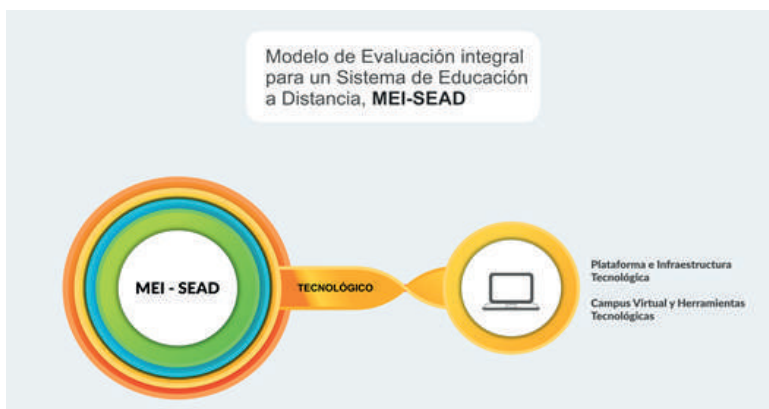 Modelo de Evaluación integral
para un Sistema de Educación
a Distancia, MEI-SEAD
MEI - SEAD
TECNOLÓGICO
Plataforma e Infraestructura
Tecnológica
Campus Virtual y Herramientas
Tecnológicas